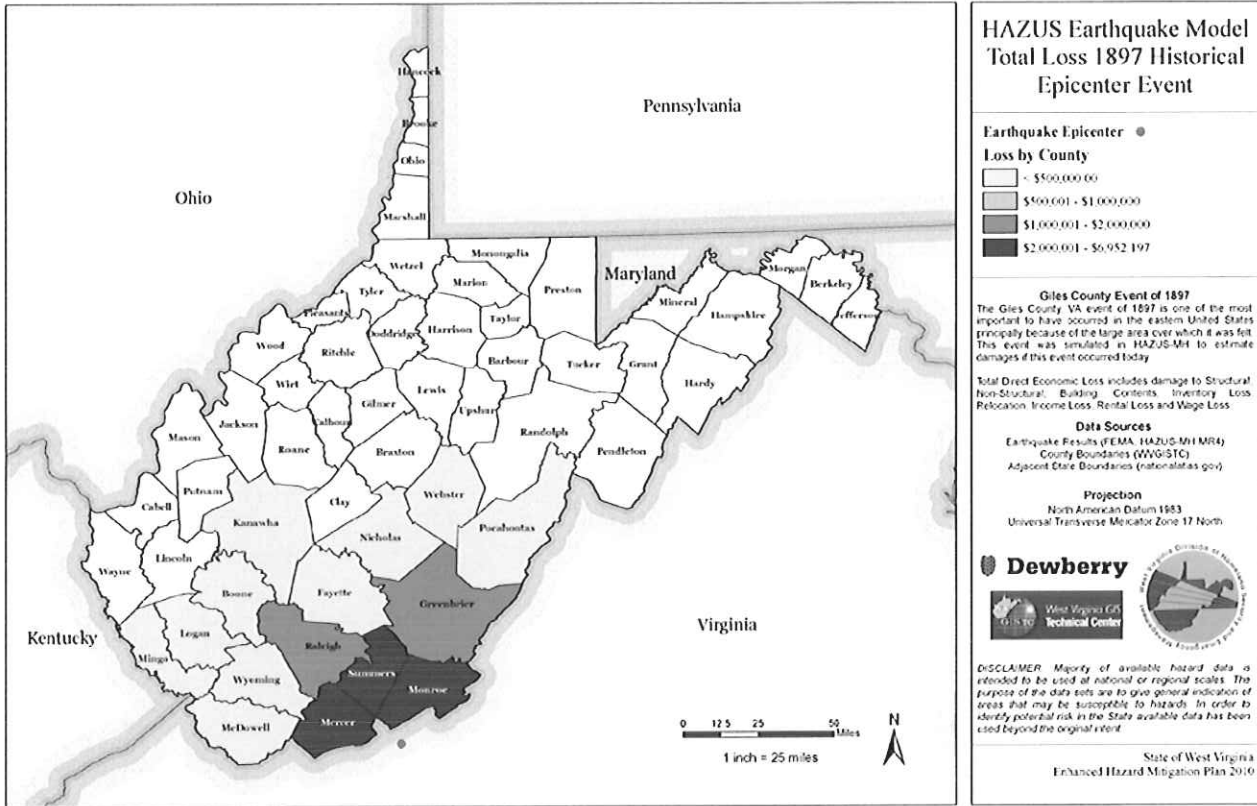 Pennsylvania
Ohio
Maryland
Kentucky
Virginia
Hancock
Brooke
Ohio
Marshall
Wetzel
Monongalia
Marion
Preston
Morgan
Berkeley
Jefferson
Mineral
Hampshire
Tyler
Pleasants
Doddridge
Harrison
Taylor
Wood
Ritchie
Barbour
Tucker
Grant
Hardy
Wirt
Lewis
Gilmer
Upshur
Calhoun
Jackson
Roane
Mason
Braxton
Randolph
Pendleton
Putnam
Cabell
Clay
Webster
Kanawha
Pocahontas
Nicholas
Wayne
Lincoln
Boone
Fayette
Greenbrier
Logan
Mingo
Raleigh
Summers
Wyoming
Monroe
McDowell
Mercer
0 12.5 25 50
Miles
1 inch = 25 miles
N
HAZUS Earthquake Model
Total Loss 1897 Historical
Epicenter Event
Earthquake Epicenter
Loss by County
< $500,000.00
$500,001 - $1,000,000
$1,000,001 - $2,000,000
$2,000,001 - $6,952,197
Giles County Event of 1897
The Giles County VA event of 1897 is one of the most
important to have occurred in the eastern United States
principally because of the large area over which it was felt.
This event was simulated in HAZUS-MH to estimate
damages if this event occurred today
Total Direct Economic Loss includes damage to Structural,
Non-Structural, Building, Contents, Inventory Loss,
Relocation, Income Loss, Rental Loss and Wage Loss.
Data Sources
Earthquake Results (FEMA, HAZUS-MH MR4)
County Boundaries (WVGISTC)
Adjacent State Boundaries (nationalatlas.gov)
Projection
North American Datum 1983
Universal Transverse Mercator Zone 17 North
Dewberry
West Virginia GIS
Technical Center
GISTC
West Virginia Division of Homeland Security and Emergency Management
DISCLAIMER: Majority of available hazard data is
intended to be used at national or regional scales. The
purpose of the data sets are to give general indication of
areas that may be susceptible to hazards. In order to
identify potential risk in the State available data has been
used beyond the original intent.
State of West Virginia
Enhanced Hazard Mitigation Plan 2010